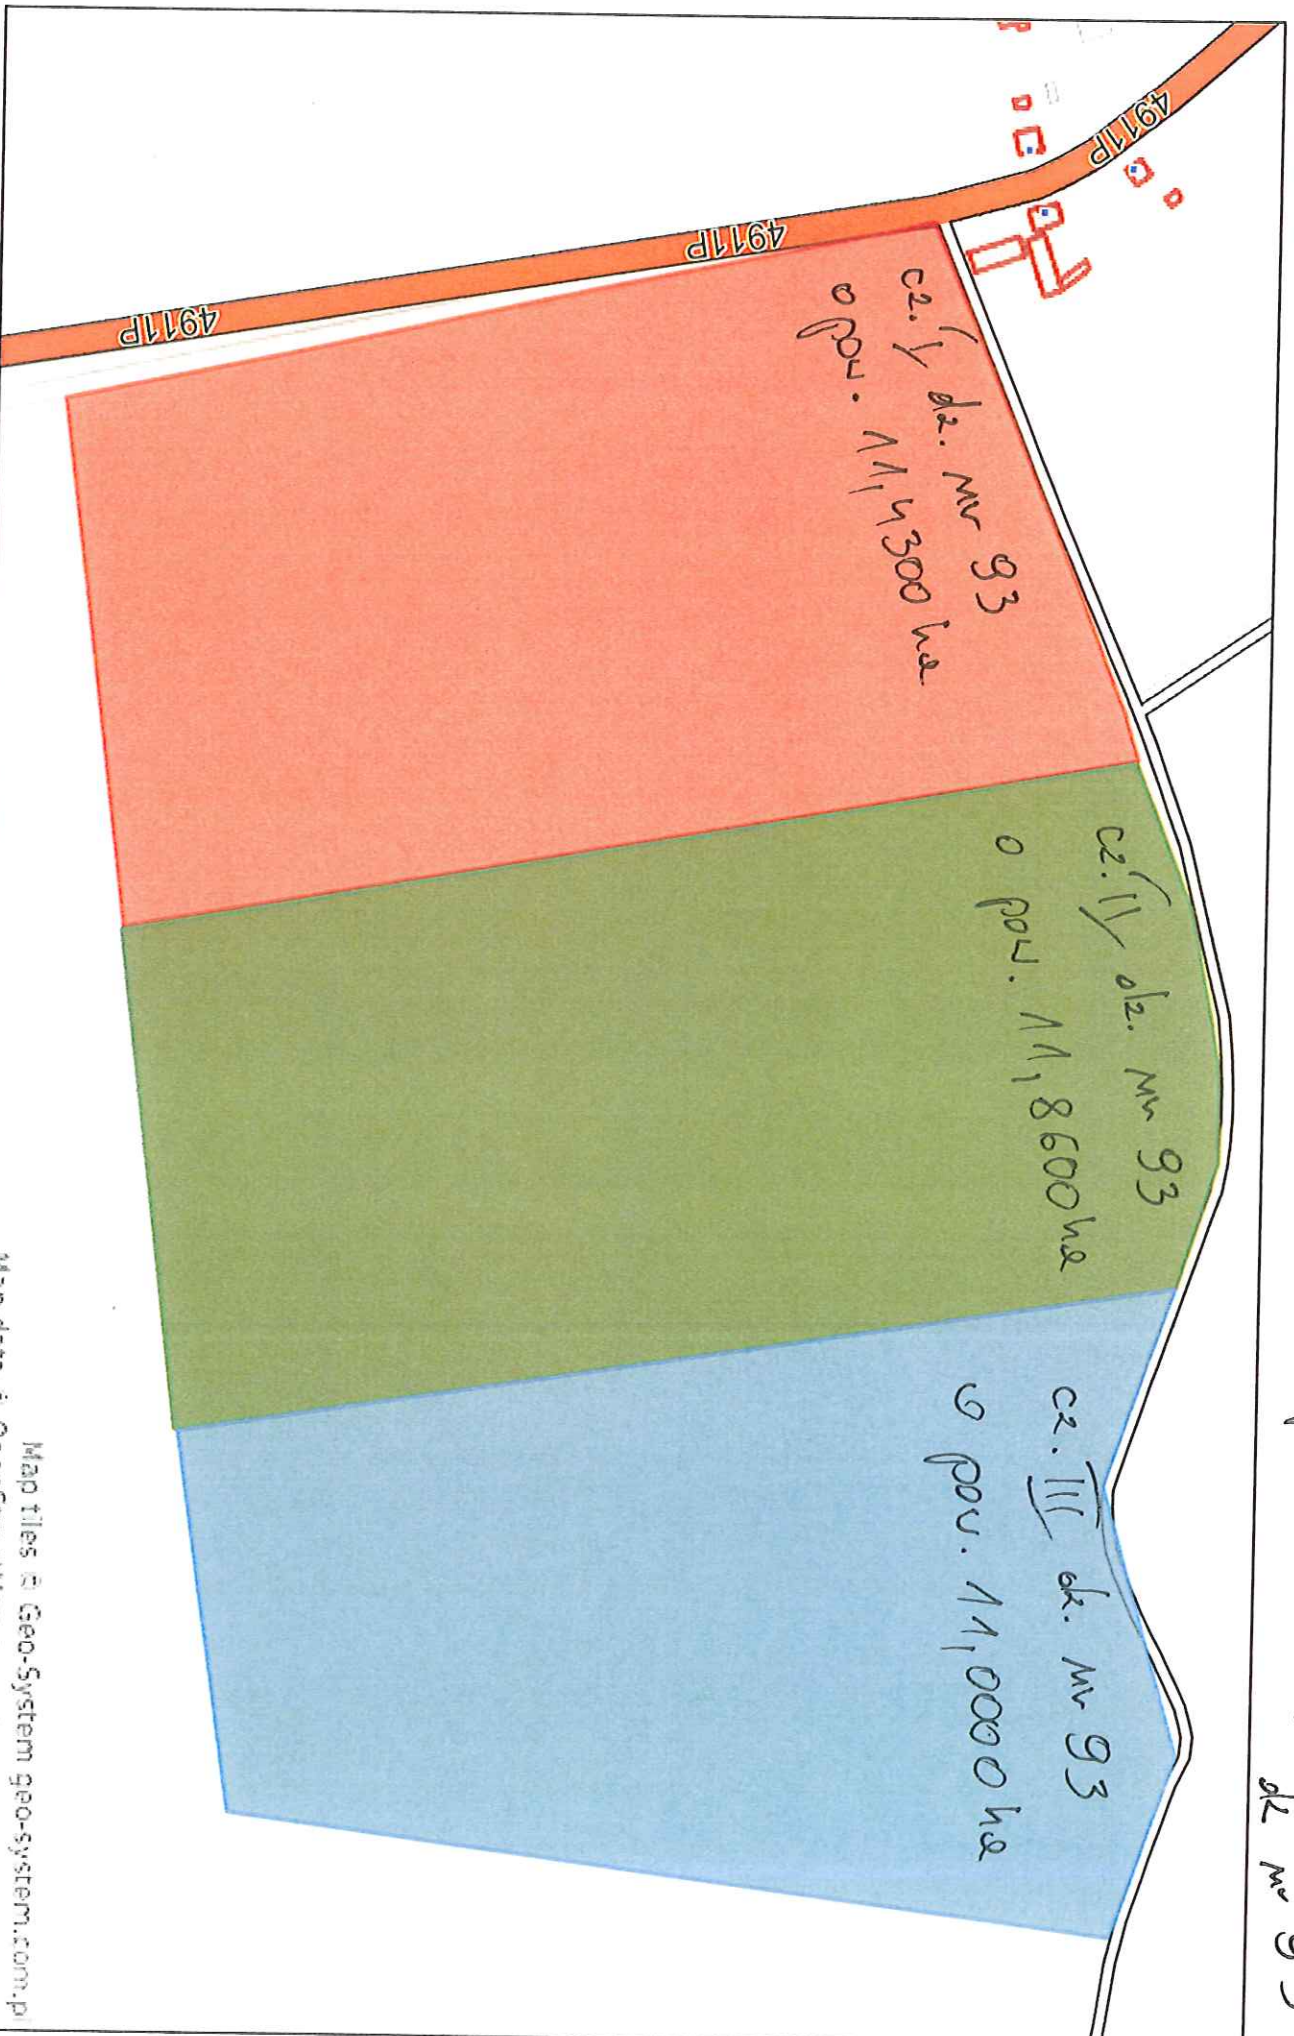 dz nr 93
4911P
4911P
4911P
cz. I dz. nr 93
o pow. 11,4300 ha
cz. II dz. nr 93
o pow. 11,8600 ha
cz. III dz. nr 93
o pow. 11,0000 ha
Map tiles © Geo-System geo-system.com.pl